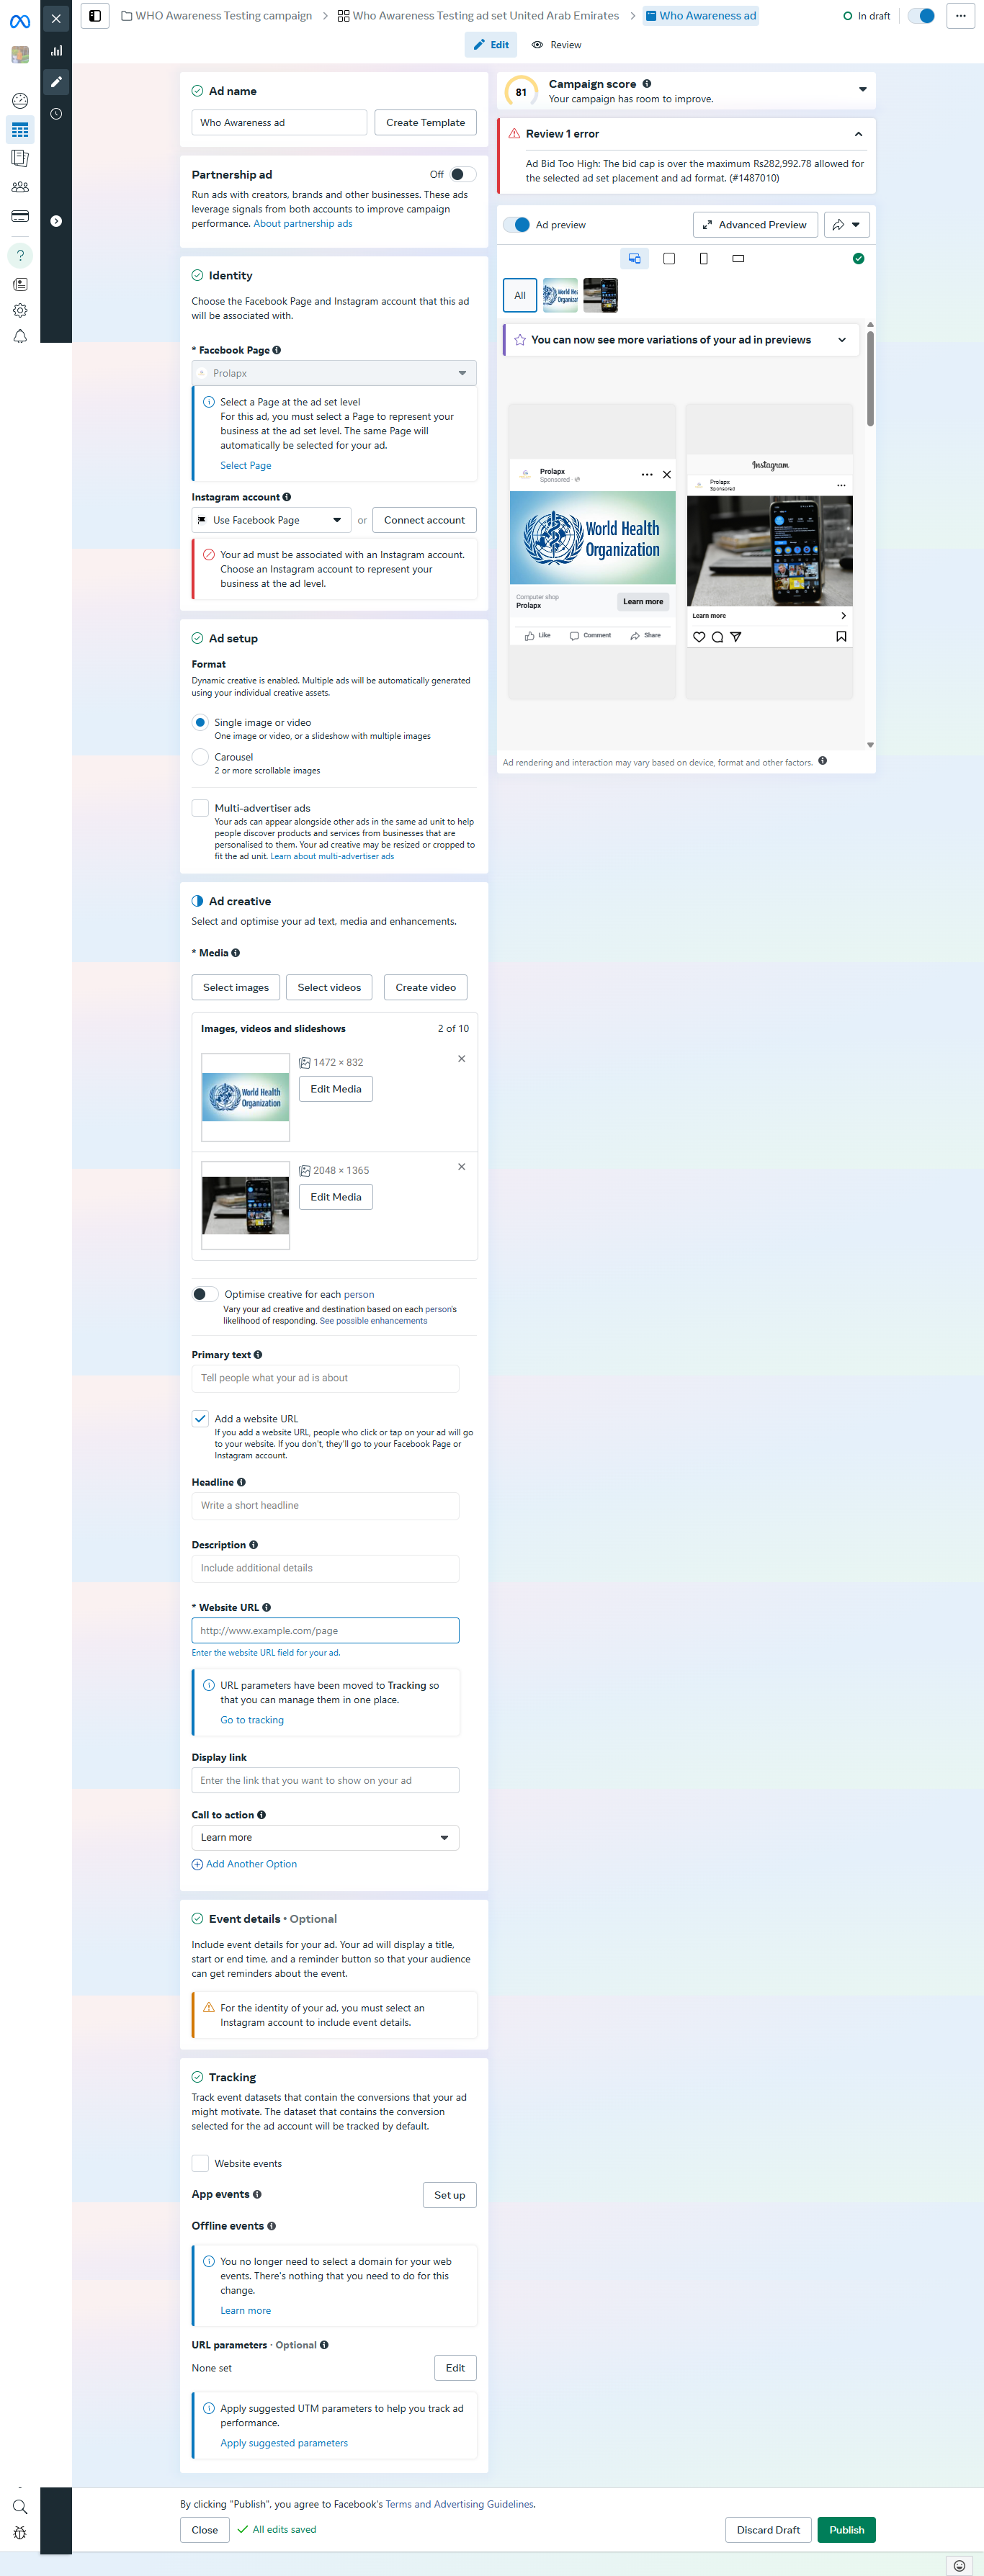 WHO Awareness Testing campaign
Who Awareness Testing ad set United Arab Emirates
Who Awareness ad
In draft
Edit
Review
Ad name
Who Awareness ad
Create Template
Partnership ad
Off
Run ads with creators, brands and other businesses. These ads
leverage signals from both accounts to improve campaign
performance. About partnership ads
Identity
Choose the Facebook Page and Instagram account that this ad
will be associated with.
* Facebook Page
Prolapx
Select a Page at the ad set level
For this ad, you must select a Page to represent your
business at the ad set level. The same Page will
automatically be selected for your ad.
Select Page
Instagram account
Use Facebook Page
or
Connect account
Your ad must be associated with an Instagram account.
Choose an Instagram account to represent your
business at the ad level.
Ad setup
Format
Dynamic creative is enabled. Multiple ads will be automatically generated
using your individual creative assets.
Single image or video
One image or video, or a slideshow with multiple images
Carousel
2 or more scrollable images
Multi-advertiser ads
Your ads can appear alongside other ads in the same ad unit to help
people discover products and services from businesses that are
personalised to them. Your ad creative may be resized or cropped to
fit the ad unit. Learn about multi-advertiser ads
Ad creative
Select and optimise your ad text, media and enhancements.
* Media
Select images
Select videos
Create video
Images, videos and slideshows
2 of 10
World Health
Organization
1472 × 832
Edit Media
2048 × 1365
Edit Media
Optimise creative for each person
Vary your ad creative and destination based on each person's
likelihood of responding. See possible enhancements
Primary text
Tell people what your ad is about
Add a website URL
If you add a website URL, people who click or tap on your ad will go
to your website. If you don't, they'll go to your Facebook Page or
Instagram account.
Headline
Write a short headline
Description
Include additional details
* Website URL
http://www.example.com/page
Enter the website URL field for your ad.
URL parameters have been moved to Tracking so
that you can manage them in one place.
Go to tracking
Display link
Enter the link that you want to show on your ad
Call to action
Learn more
Add Another Option
Event details • Optional
Include event details for your ad. Your ad will display a title,
start or end time, and a reminder button so that your audience
can get reminders about the event.
For the identity of your ad, you must select an
Instagram account to include event details.
Tracking
Track event datasets that contain the conversions that your ad
might motivate. The dataset that contains the conversion
selected for the ad account will be tracked by default.
Website events
App events
Set up
Offline events
You no longer need to select a domain for your web
events. There's nothing that you need to do for this
change.
Learn more
URL parameters · Optional
None set
Edit
Apply suggested UTM parameters to help you track ad
performance.
Apply suggested parameters
81
Campaign score
Your campaign has room to improve.
Review 1 error
Ad Bid Too High: The bid cap is over the maximum Rs282,992.78 allowed for
the selected ad set placement and ad format. (#1487010)
Ad preview
Advanced Preview
All
World Hea
Organizat
You can now see more variations of your ad in previews
Prolapx
Sponsored
World Health
Organization
Computer shop
Prolapx
Learn more
Like
Comment
Share
Instagram
Prolapx
Sponsored
Learn more
Ad rendering and interaction may vary based on device, format and other factors.
By clicking "Publish", you agree to Facebook's Terms and Advertising Guidelines.
Close
All edits saved
Discard Draft
Publish